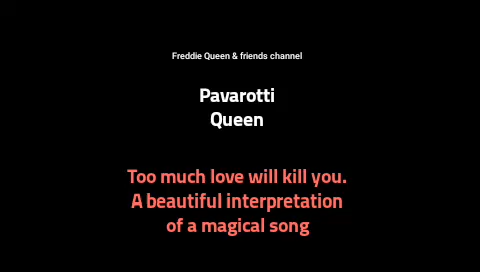 Freddie Queen & friends channel
Pavarotti
Queen
Too much love will kill you.
A beautiful interpretation
of a magical song